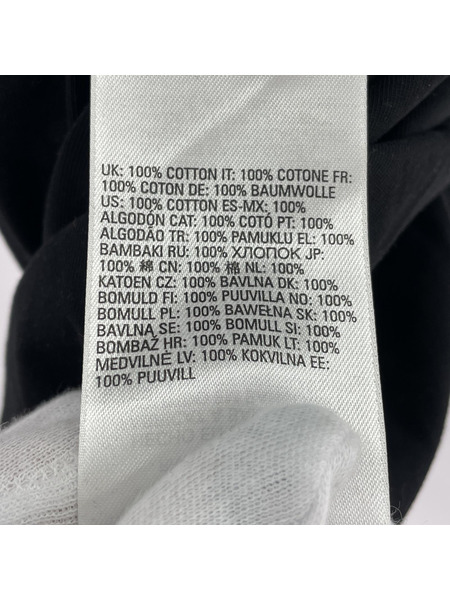 UK: 100% COTTON IT: 100% COTONE FR:
100% COTON DE: 100% BAUMWOLLE
US: 100% COTTON ES-MX: 100%
ALGODÓN CAT: 100% COTÓ PT: 100%
ALGODÃO TR: 100% PAMUKLU EL: 100%
BAMBAKI RU: 100% ХЛОПОК JP:
100% 綿 CN: 100% 棉 NL: 100%
KATOEN CZ: 100% BAVLNA DK: 100%
BOMULD FI: 100% PUUVILLA NO: 100%
BOMULL PL: 100% BAWEŁNA SK: 100%
BAVLNA SE: 100% BOMULL SI: 100%
BOMBAŽ HR: 100% PAMUK LT: 100%
MEDVILNĖ LV: 100% KOKVILNA EE:
100% PUUVILL